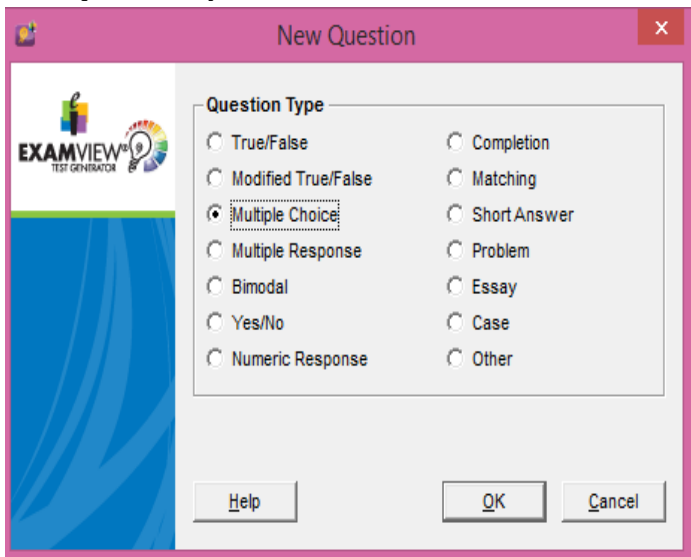 New Question
x
EXAMVIEW®
TEST GENERATOR
Question Type
True/False
Modified True/False
Multiple Choice
Multiple Response
Bimodal
Yes/No
Numeric Response
Completion
Matching
Short Answer
Problem
Essay
Case
Other
Help
OK
Cancel